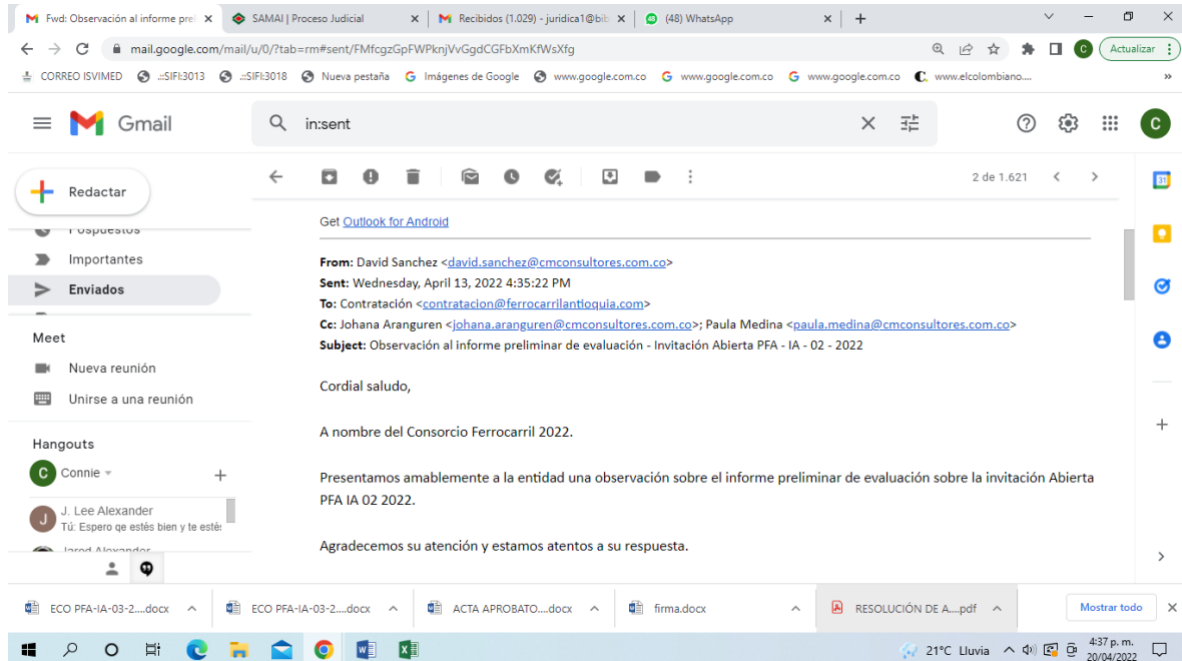 Fwd: Observación al informe prel
SAMAI | Proceso Judicial
Recibidos (1.029) - juridica1@bib
(48) WhatsApp
mail.google.com/mail/u/0/?tab=rm#sent/FMfcgzGpFWPknjVvGgdCGFbXmKfWsXfg
C
Actualizar
CORREO ISVIMED
.::SIFI:3013
.::SIFI:3018
Nueva pestaña
Imágenes de Google
www.google.com.co
www.google.com.co
www.google.com.co
www.elcolombiano....
»
Gmail
in:sent
C
Redactar
2 de 1.621
31
Pospuestos
Importantes
Enviados
Meet
Nueva reunión
Unirse a una reunión
Hangouts
C Connie
J J. Lee Alexander
Tú: Espero qe estés bien y te esté
Jared Alexander
Get Outlook for Android
From: David Sanchez <david.sanchez@cmconsultores.com.co>
Sent: Wednesday, April 13, 2022 4:35:22 PM
To: Contratación <contratacion@ferrocarrilantioquia.com>
Cc: Johana Aranguren <johana.aranguren@cmconsultores.com.co>; Paula Medina <paula.medina@cmconsultores.com.co>
Subject: Observación al informe preliminar de evaluación - Invitación Abierta PFA - IA - 02 - 2022
Cordial saludo,
A nombre del Consorcio Ferrocarril 2022.
Presentamos amablemente a la entidad una observación sobre el informe preliminar de evaluación sobre la invitación Abierta
PFA IA 02 2022.
Agradecemos su atención y estamos atentos a su respuesta.
ECO PFA-IA-03-2....docx
ECO PFA-IA-03-2....docx
ACTA APROBATO....docx
firma.docx
RESOLUCIÓN DE A....pdf
Mostrar todo
21°C Lluvia
4:37 p. m.
20/04/2022